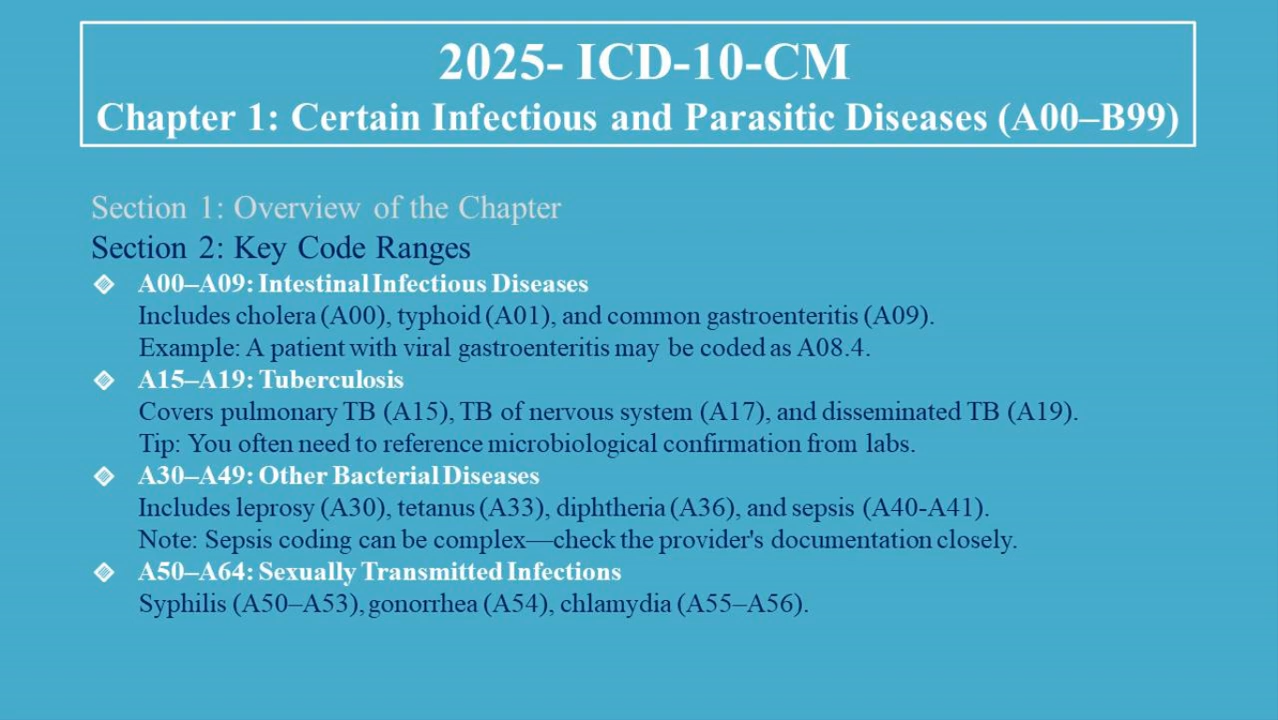 2025- ICD-10-CM
Chapter 1: Certain Infectious and Parasitic Diseases (A00–B99)
Section 1: Overview of the Chapter
Section 2: Key Code Ranges
A00–A09: Intestinal Infectious Diseases
Includes cholera (A00), typhoid (A01), and common gastroenteritis (A09).
Example: A patient with viral gastroenteritis may be coded as A08.4.
A15–A19: Tuberculosis
Covers pulmonary TB (A15), TB of nervous system (A17), and disseminated TB (A19).
Tip: You often need to reference microbiological confirmation from labs.
A30–A49: Other Bacterial Diseases
Includes leprosy (A30), tetanus (A33), diphtheria (A36), and sepsis (A40-A41).
Note: Sepsis coding can be complex—check the provider's documentation closely.
A50–A64: Sexually Transmitted Infections
Syphilis (A50–A53), gonorrhea (A54), chlamydia (A55–A56).